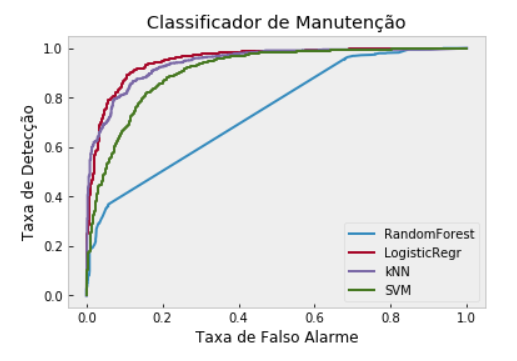 Classificador de Manutenção
Taxa de Detecção
1.0
0.8
0.6
0.4
0.2
0.0
RandomForest
LogisticRegr
kNN
SVM
0.0 0.2 0.4 0.6 0.8 1.0
Taxa de Falso Alarme